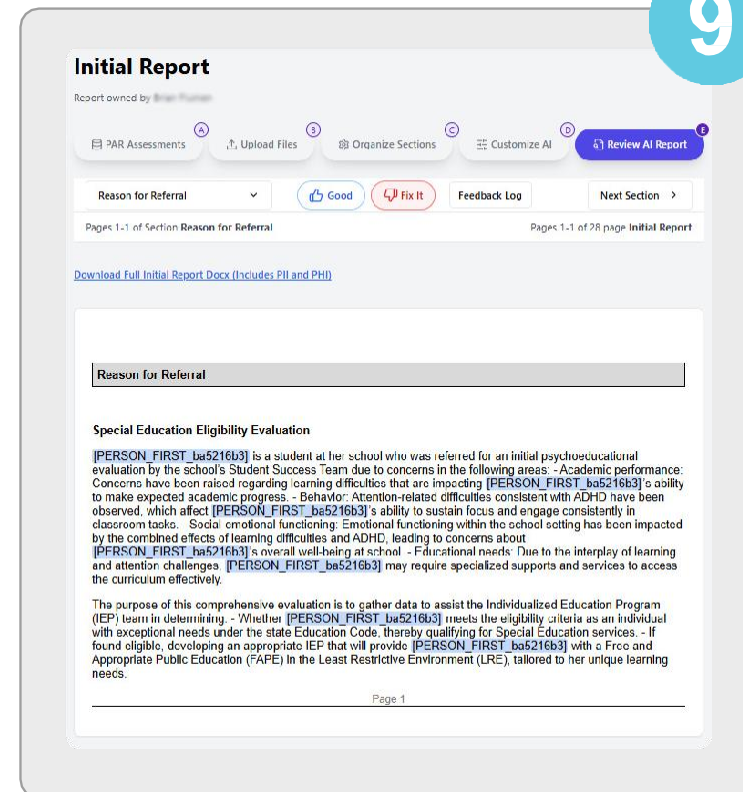 9
Initial Report
Report owned by
A B C D E
PAR Assessments Upload Files Organize Sections Customize AI Review AI Report
Reason for Referral Good Fix It Feedback Log Next Section >
Pages 1-1 of Section Reason for Referral Pages 1-1 of 28 page Initial Report
Download Full Initial Report Docx (Includes PII and PHI)
Reason for Referral
Special Education Eligibility Evaluation
[PERSON_FIRST_ba5216b3] is a student at her school who was referred for an initial psychoeducational
evaluation by the school's Student Success Team due to concerns in the following areas: - Academic performance:
Concerns have been raised regarding learning difficulties that are impacting [PERSON_FIRST_ba5216b3]'s ability
to make expected academic progress. - Behavior: Attention-related difficulties consistent with ADHD have been
observed, which affect [PERSON_FIRST_ba5216b3]'s ability to sustain focus and engage consistently in
classroom tasks. - Social-emotional functioning: Emotional functioning within the school setting has been impacted
by the combined effects of learning difficulties and ADHD, leading to concerns about
[PERSON_FIRST_ba5216b3]'s overall well-being at school. - Educational needs: Due to the interplay of learning
and attention challenges, [PERSON_FIRST_ba5216b3] may require specialized supports and services to access
the curriculum effectively.
The purpose of this comprehensive evaluation is to gather data to assist the Individualized Education Program
(IEP) team in determining: - Whether [PERSON_FIRST_ba5216b3] meets the eligibility criteria as an individual
with exceptional needs under the state Education Code, thereby qualifying for Special Education services. - If
found eligible, developing an appropriate IEP that will provide [PERSON_FIRST_ba5216b3] with a Free and
Appropriate Public Education (FAPE) in the Least Restrictive Environment (LRE), tailored to her unique learning
needs.
Page 1